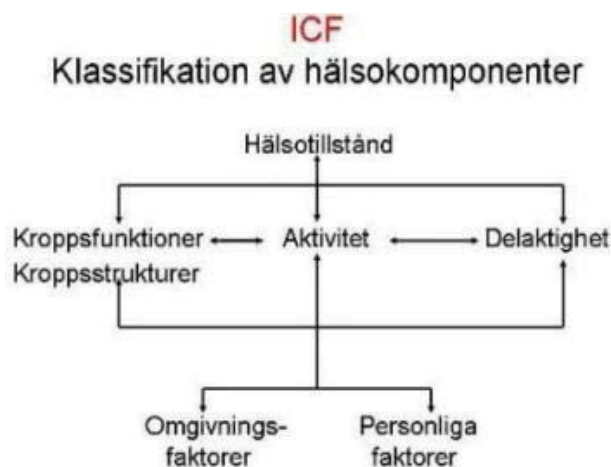 ICF
Klassifikation av hälsokomponenter
Hälsotillstånd
Kroppsfunktioner
Kroppsstrukturer
Aktivitet
Delaktighet
Omgivnings-
faktorer
Personliga
faktorer